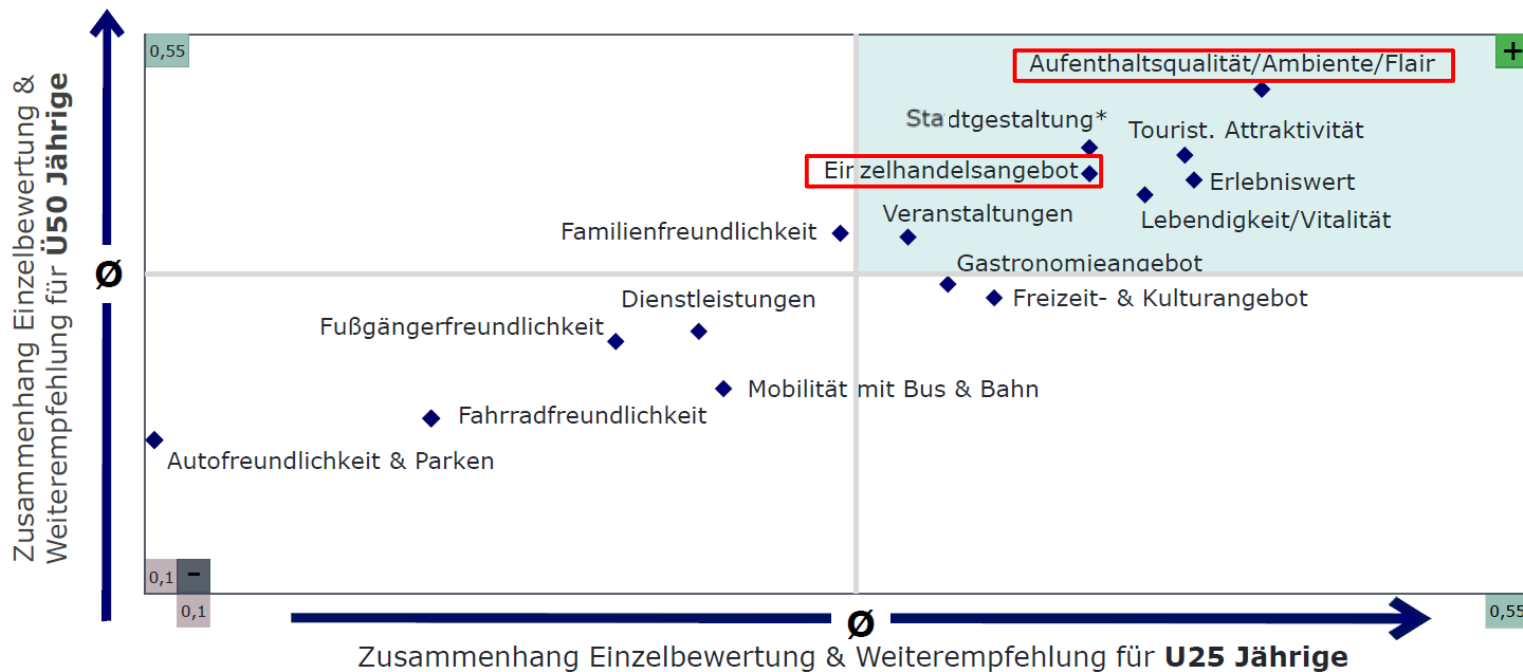 Zusammenhang Einzelbewertung &
Weiterempfehlung für Ü50 Jährige
Ø
0,55
+
Aufenthaltsqualität/Ambiente/Flair
Stadtgestaltung*
Tourist. Attraktivität
Einzelhandelsangebot
Erlebniswert
Lebendigkeit/Vitalität
Veranstaltungen
Familienfreundlichkeit
Gastronomieangebot
Freizeit- & Kulturangebot
Dienstleistungen
Fußgängerfreundlichkeit
Mobilität mit Bus & Bahn
Fahrradfreundlichkeit
Autofreundlichkeit & Parken
0,1
-
0,1
Ø
0,55
Zusammenhang Einzelbewertung & Weiterempfehlung für U25 Jährige